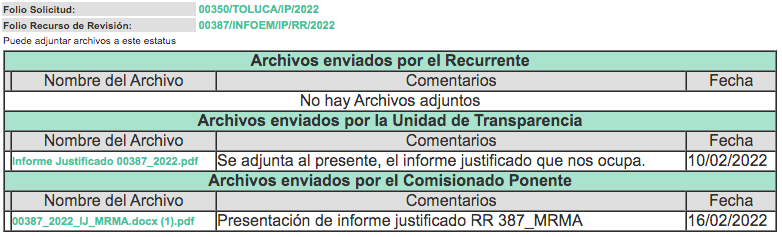 Folio Solicitud: 00350/TOLUCA/IP/2022
Folio Recurso de Revisión: 00387/INFOEM/IP/RR/2022
Puede adjuntar archivos a este estatus
Archivos enviados por el Recurrente
Nombre del Archivo Comentarios Fecha
No hay Archivos adjuntos
Archivos enviados por la Unidad de Transparencia
Nombre del Archivo Comentarios Fecha
Informe Justificado 00387_2022.pdf Se adjunta al presente, el informe justificado que nos ocupa. 10/02/2022
Archivos enviados por el Comisionado Ponente
Nombre del Archivo Comentarios Fecha
00387_2022_IJ_MRMA.docx (1).pdf Presentación de informe justificado RR 387_MRMA 16/02/2022